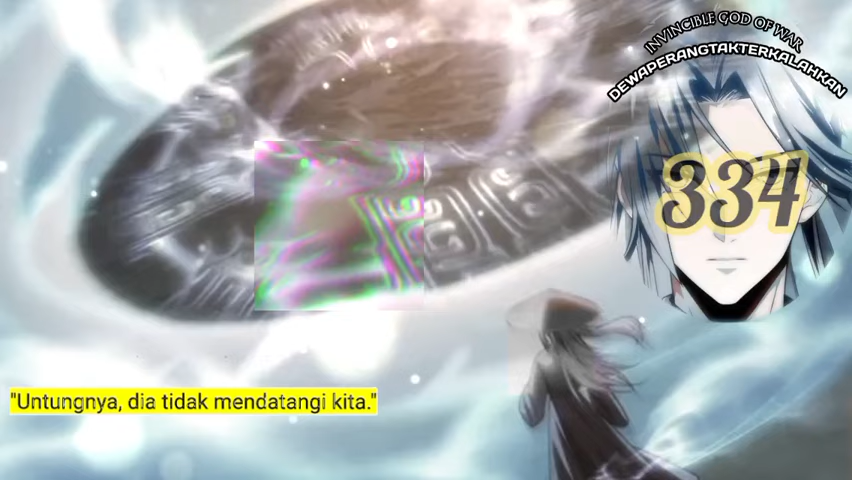 INVINCIBLE GOD OF WAR
DEWAPERANGTAKTERKALAHKAN
334
"Untungnya, dia tidak mendatangi kita."